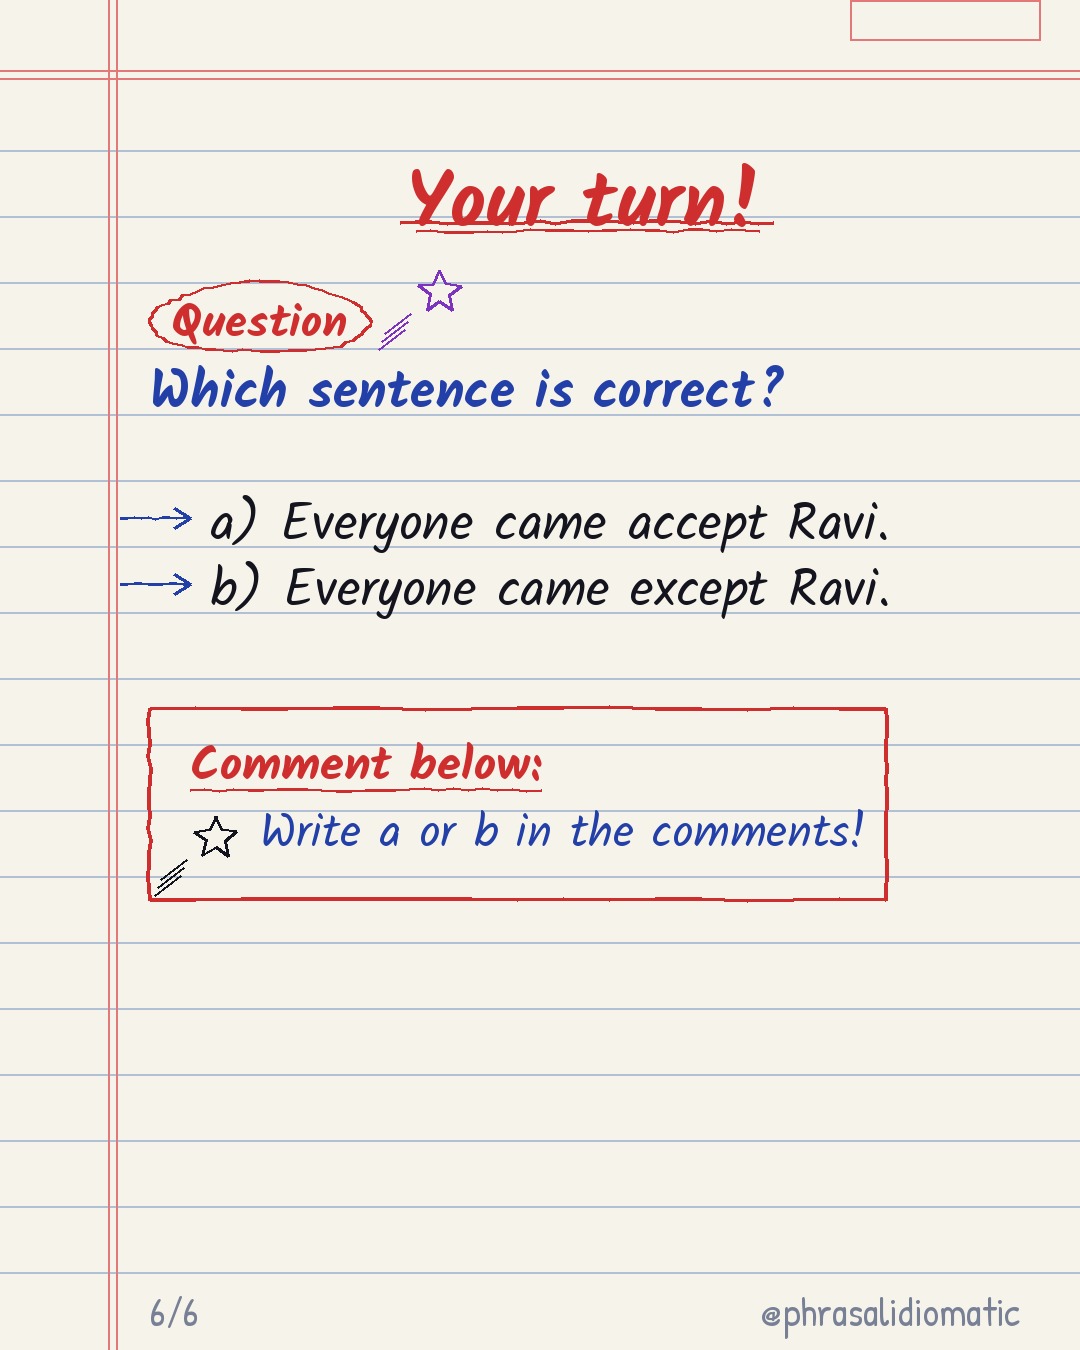 Your turn!
Question
Which sentence is correct?
a) Everyone came accept Ravi.
b) Everyone came except Ravi.
Comment below:
Write a or b in the comments!
6/6
@phrasalidiomatic